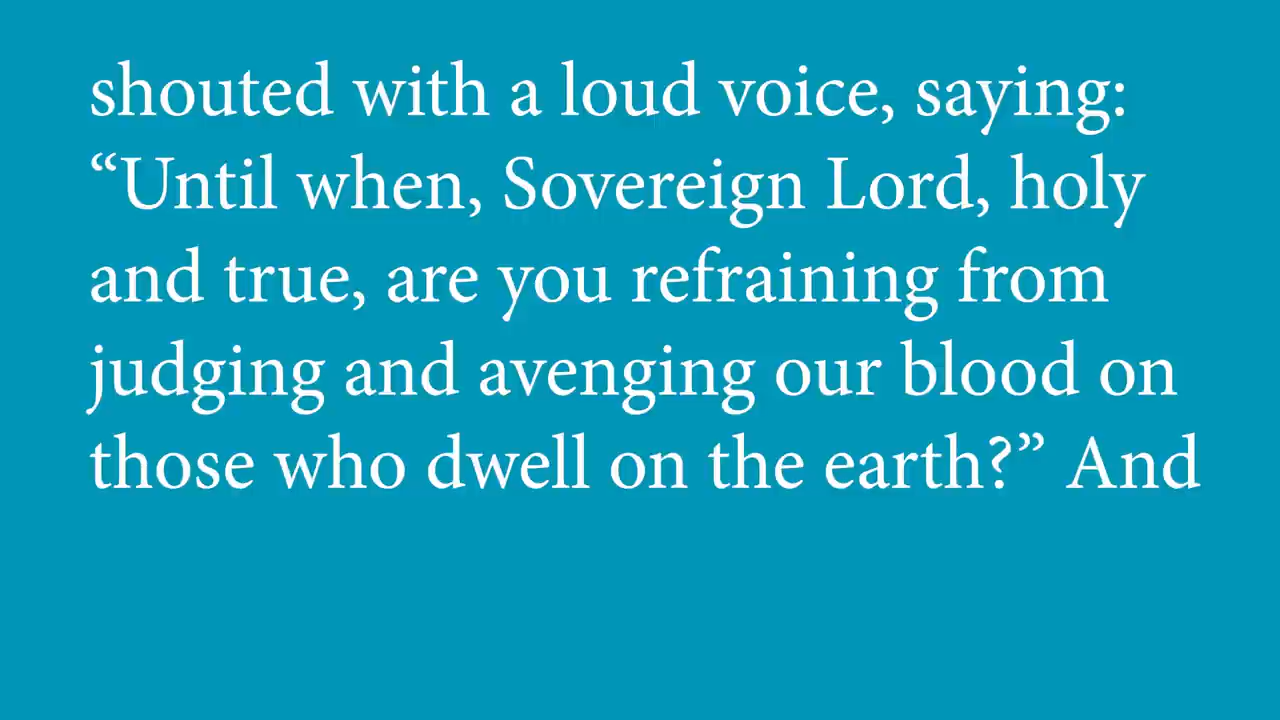 shouted with a loud voice, saying:
“Until when, Sovereign Lord, holy
and true, are you refraining from
judging and avenging our blood on
those who dwell on the earth?” And